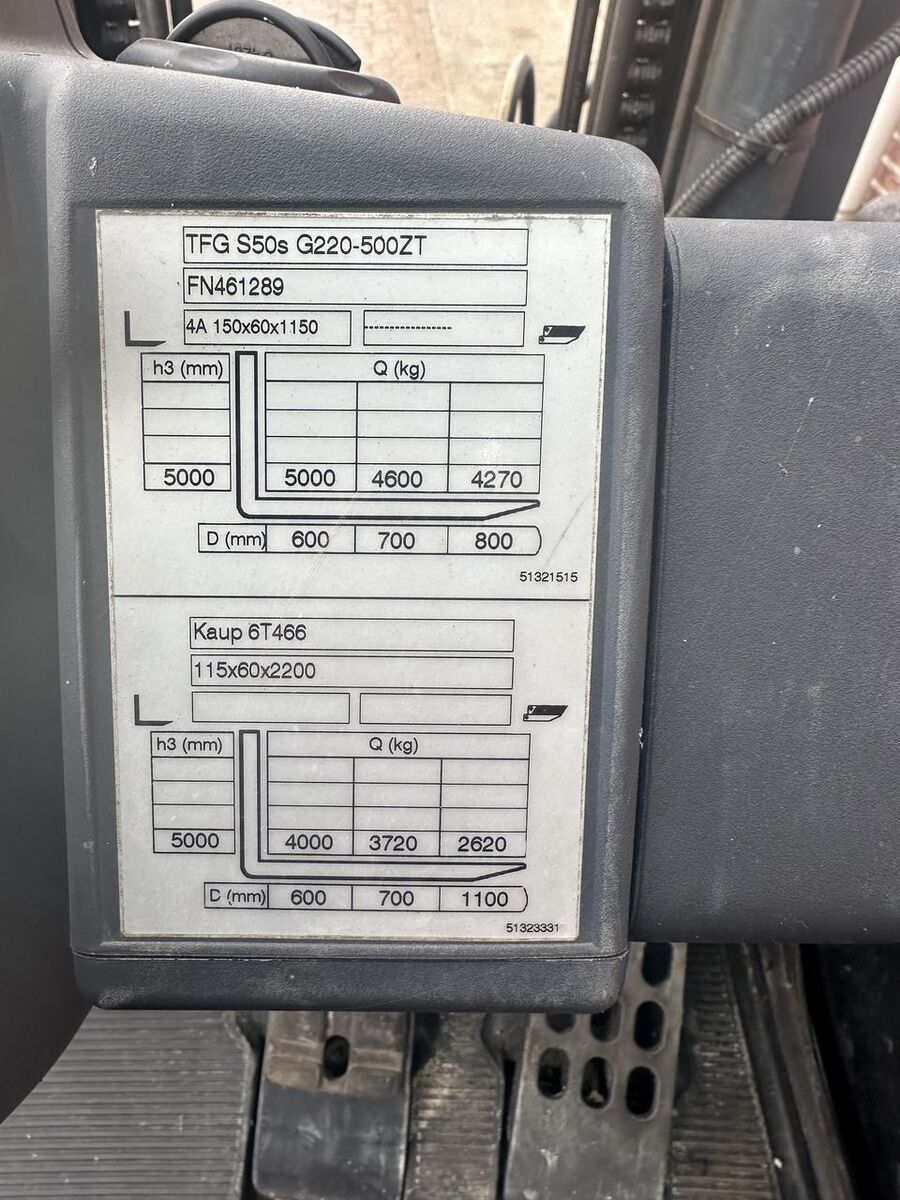 TFG S50s G220-500ZT
FN461289
4A 150x60x1150 -----------------
h3 (mm) Q (kg)
5000 5000 4600 4270
D (mm) 600 700 800
51321515
Kaup 6T466
115x60x2200
h3 (mm) Q (kg)
5000 4000 3720 2620
D (mm) 600 700 1100
51323331